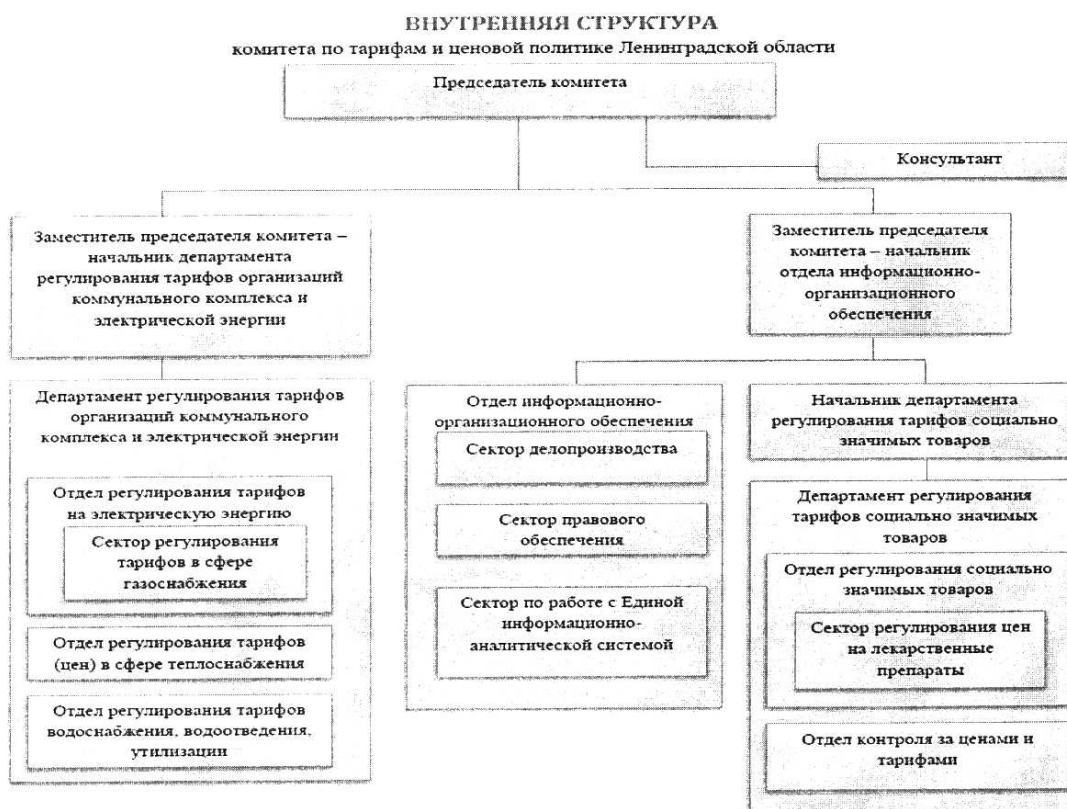 ВНУТРЕННЯЯ СТРУКТУРА
комитета по тарифам и ценовой политике Ленинградской области
Председатель комитета
Консультант
Заместитель председателя комитета –
начальник департамента
регулирования тарифов организаций
коммунального комплекса и
электрической энергии
Заместитель председателя
комитета – начальник
отдела информационно-
организационного
обеспечения
Департамент регулирования тарифов
организаций коммунального
комплекса и электрической энергии
Отдел регулирования тарифов
на электрическую энергию
Сектор регулирования
тарифов в сфере
газоснабжения
Отдел регулирования тарифов
(цен) в сфере теплоснабжения
Отдел регулирования тарифов
водоснабжения, водоотведения,
утилизации
Отдел информационно-
организационного обеспечения
Сектор делопроизводства
Сектор правового
обеспечения
Сектор по работе с Единой
информационно-
аналитической системой
Начальник департамента
регулирования тарифов социально
значимых товаров
Департамент регулирования
тарифов социально значимых
товаров
Отдел регулирования социально
значимых товаров
Сектор регулирования цен
на лекарственные
препараты
Отдел контроля за ценами и
тарифами